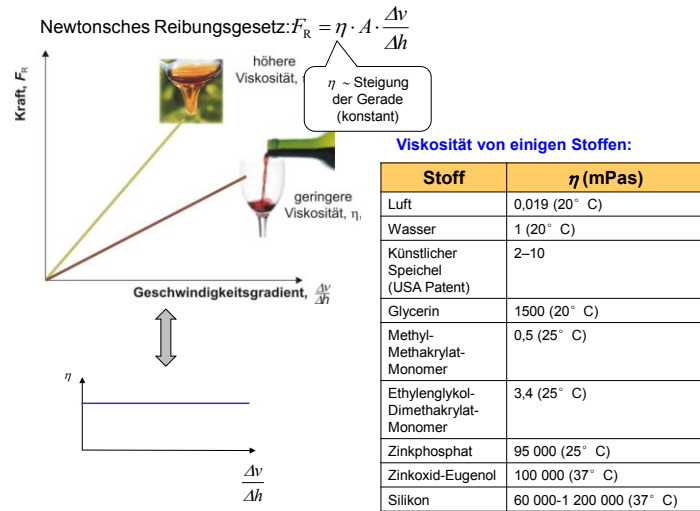 Newtonsches Reibungsgesetz: F_R = η · A · Δv/Δh
Kraft, F_R
höhere
Viskosität,
η ~ Steigung
der Gerade
(konstant)
geringere
Viskosität, η
Geschwindigkeitsgradient, Δv/Δh
η
Δv/Δh
Viskosität von einigen Stoffen:
Stoff η (mPas)
Luft 0,019 (20° C)
Wasser 1 (20° C)
Künstlicher
Speichel
(USA Patent) 2–10
Glycerin 1500 (20° C)
Methyl-
Methakrylat-
Monomer 0,5 (25° C)
Ethylenglykol-
Dimethakrylat-
Monomer 3,4 (25° C)
Zinkphosphat 95 000 (25° C)
Zinkoxid-Eugenol 100 000 (37° C)
Silikon 60 000-1 200 000 (37° C)